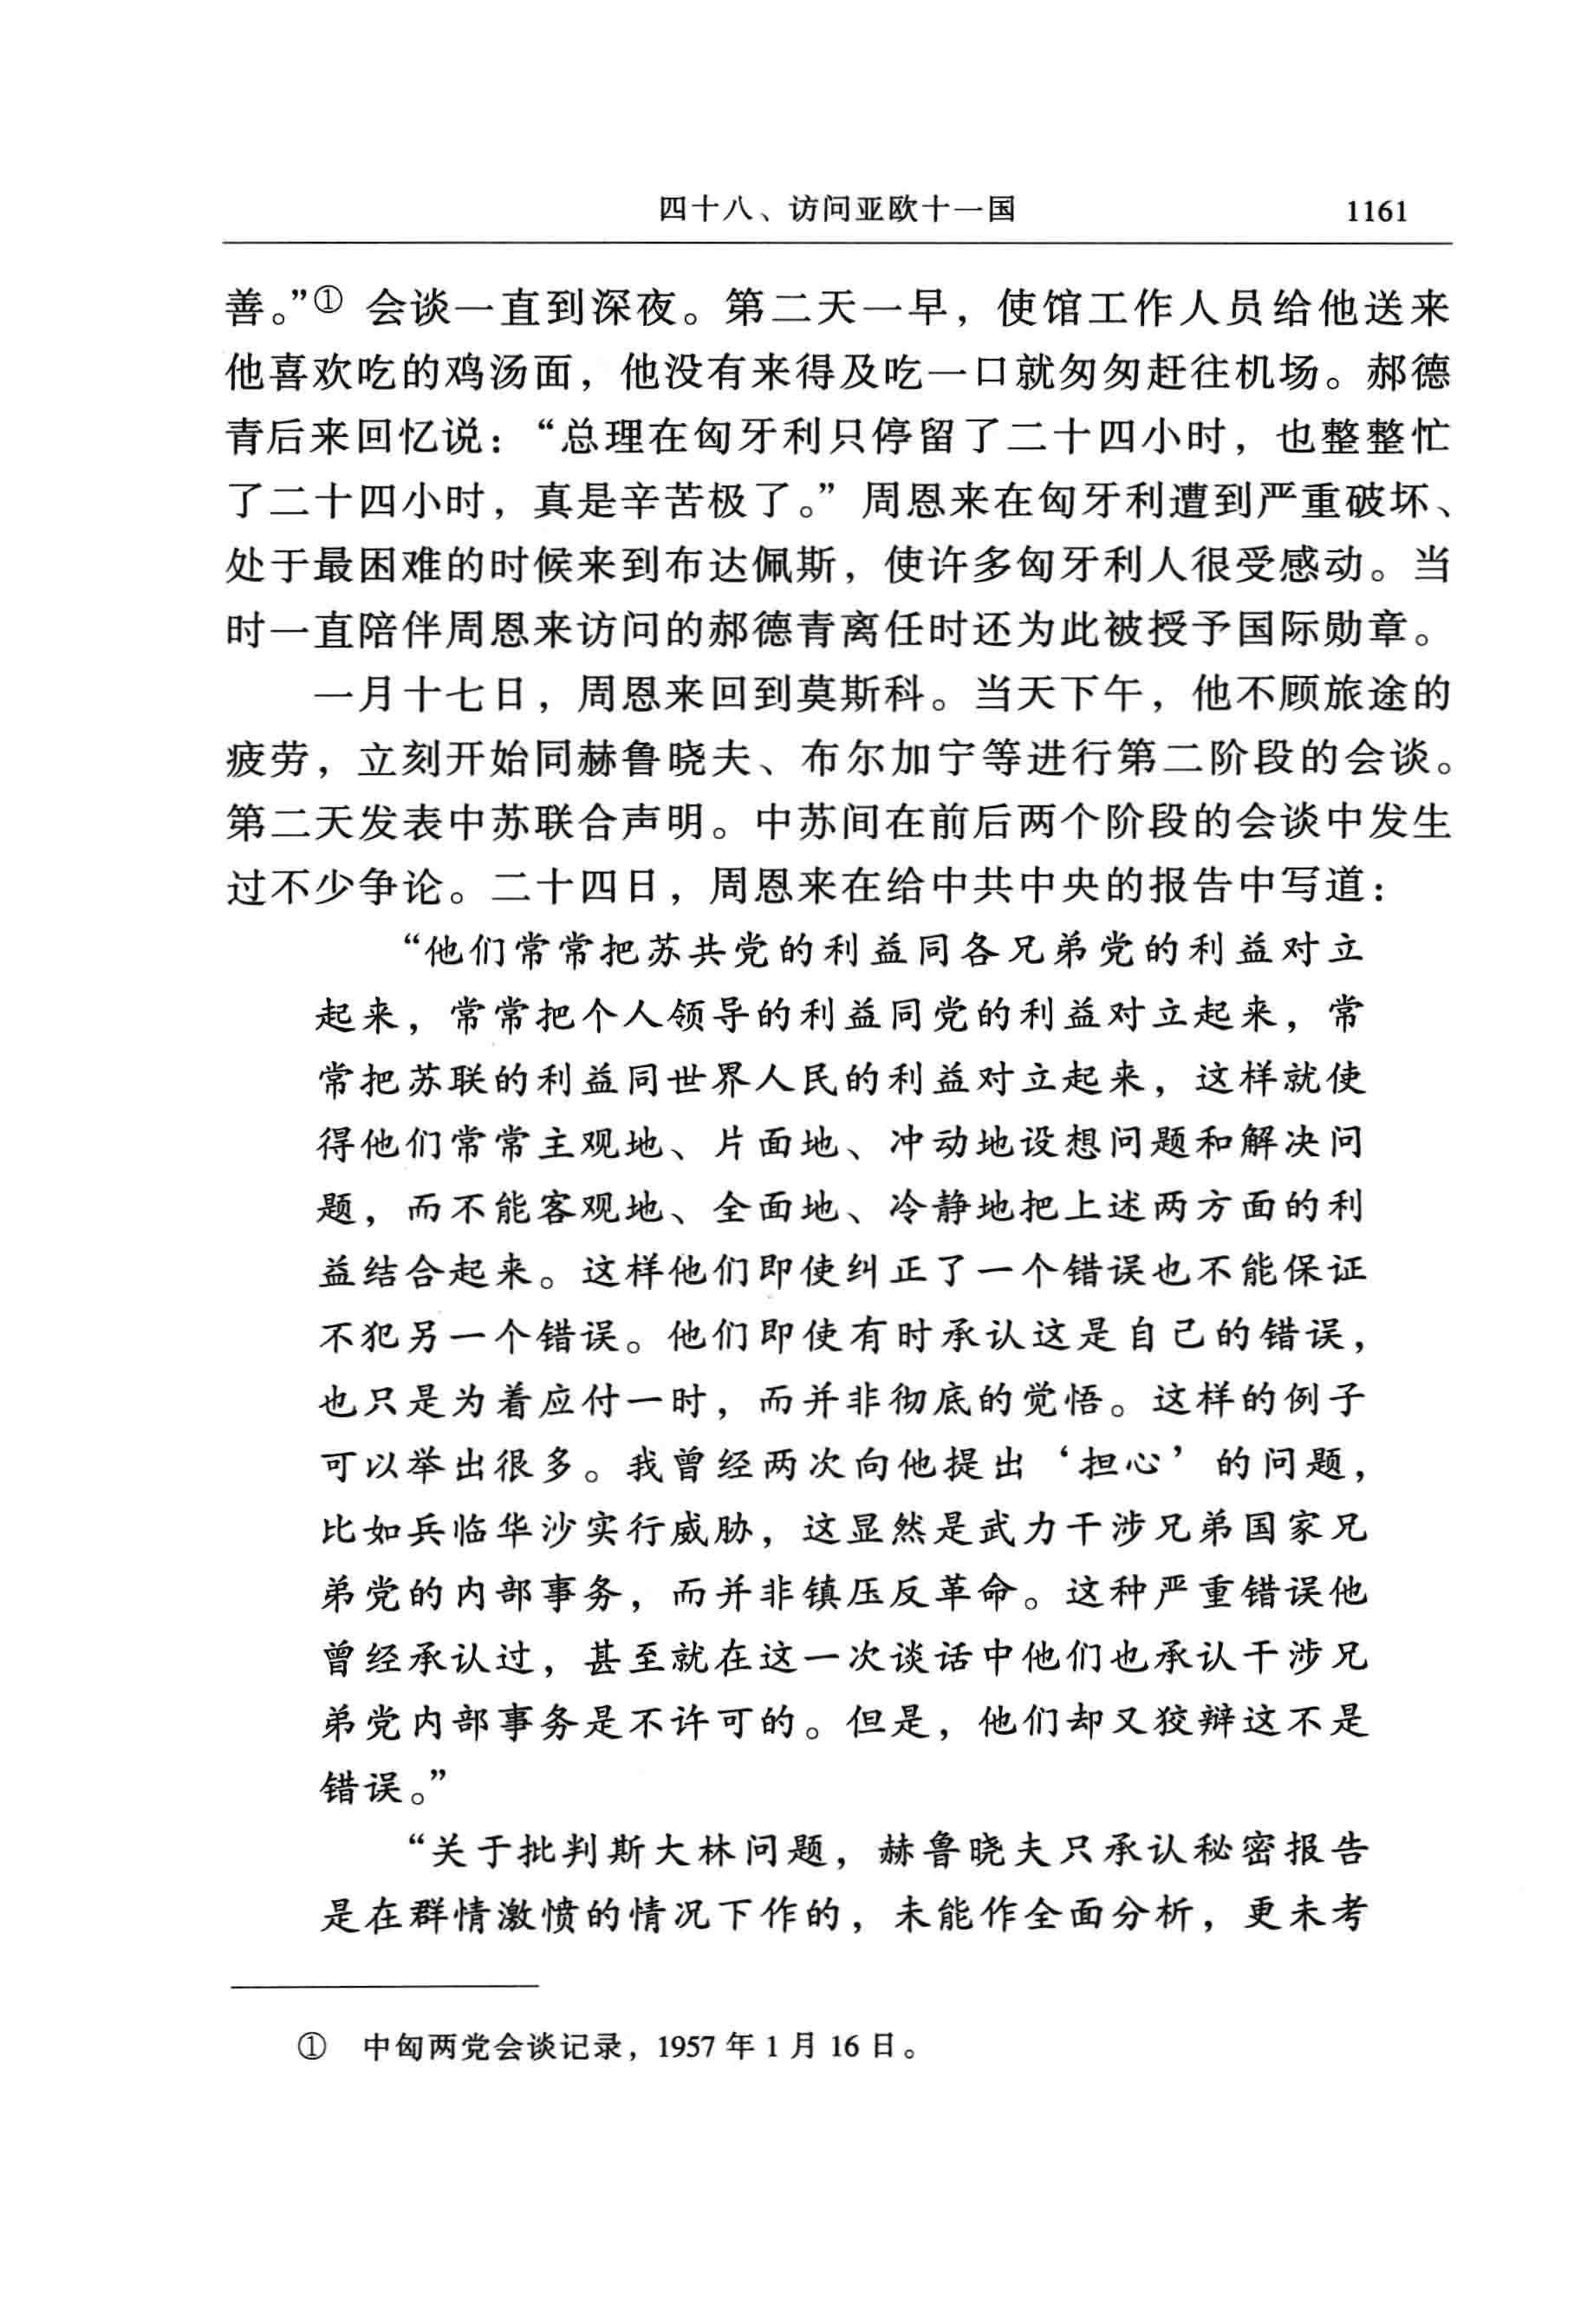 四十八、访问亚欧十一国 1161
善。”① 会谈一直到深夜。第二天一早，使馆工作人员给他送来
他喜欢吃的鸡汤面，他没有来得及吃一口就匆匆赶往机场。郝德
青后来回忆说：“总理在匈牙利只停留了二十四小时，也整整忙
了二十四小时，真是辛苦极了。”周恩来在匈牙利遭到严重破坏、
处于最困难的时候来到布达佩斯，使许多匈牙利人很受感动。当
时一直陪伴周恩来访问的郝德青离任时还为此被授予国际勋章。
一月十七日，周恩来回到莫斯科。当天下午，他不顾旅途的
疲劳，立刻开始同赫鲁晓夫、布尔加宁等进行第二阶段的会谈。
第二天发表中苏联合声明。中苏间在前后两个阶段的会谈中发生
过不少争论。二十四日，周恩来在给中共中央的报告中写道：
“他们常常把苏共党的利益同各兄弟党的利益对立
起来，常常把个人领导的利益同党的利益对立起来，常
常把苏联的利益同世界人民的利益对立起来，这样就使
得他们常常主观地、片面地、冲动地设想问题和解决问
题，而不能客观地、全面地、冷静地把上述两方面的利
益结合起来。这样他们即使纠正了一个错误也不能保证
不犯另一个错误。他们即使有时承认这是自己的错误，
也只是为着应付一时，而并非彻底的觉悟。这样的例子
可以举出很多。我曾经两次向他提出‘担心’的问题，
比如兵临华沙实行威胁，这显然是武力干涉兄弟国家兄
弟党的内部事务，而并非镇压反革命。这种严重错误他
曾经承认过，甚至就在这一次谈话中他们也承认干涉兄
弟党内部事务是不许可的。但是，他们却又狡辩这不是
错误。”
“关于批判斯大林问题，赫鲁晓夫只承认秘密报告
是在群情激愤的情况下作的，未能作全面分析，更未考
① 中匈两党会谈记录，1957 年 1 月 16 日。